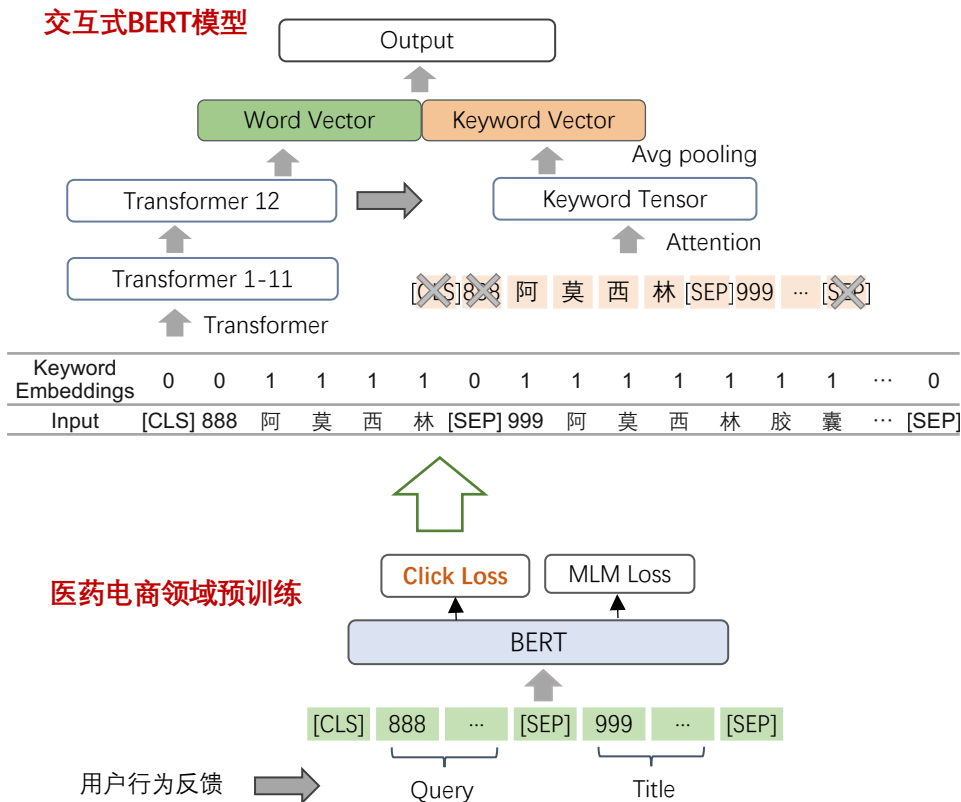 交互式BERT模型
Output
Word Vector Keyword Vector
Avg pooling
Transformer 12 Keyword Tensor
Attention
Transformer 1-11
[CLS] 888 阿 莫 西 林 [SEP] 999 ··· [SEP]
Transformer
Keyword Embeddings 0 0 1 1 1 1 0 1 1 1 1 1 1 1 ··· 0
Input [CLS] 888 阿 莫 西 林 [SEP] 999 阿 莫 西 林 胶 囊 ··· [SEP]
Click Loss MLM Loss
医药电商领域预训练
BERT
[CLS] 888 ··· [SEP] 999 ··· [SEP]
用户行为反馈 Query Title